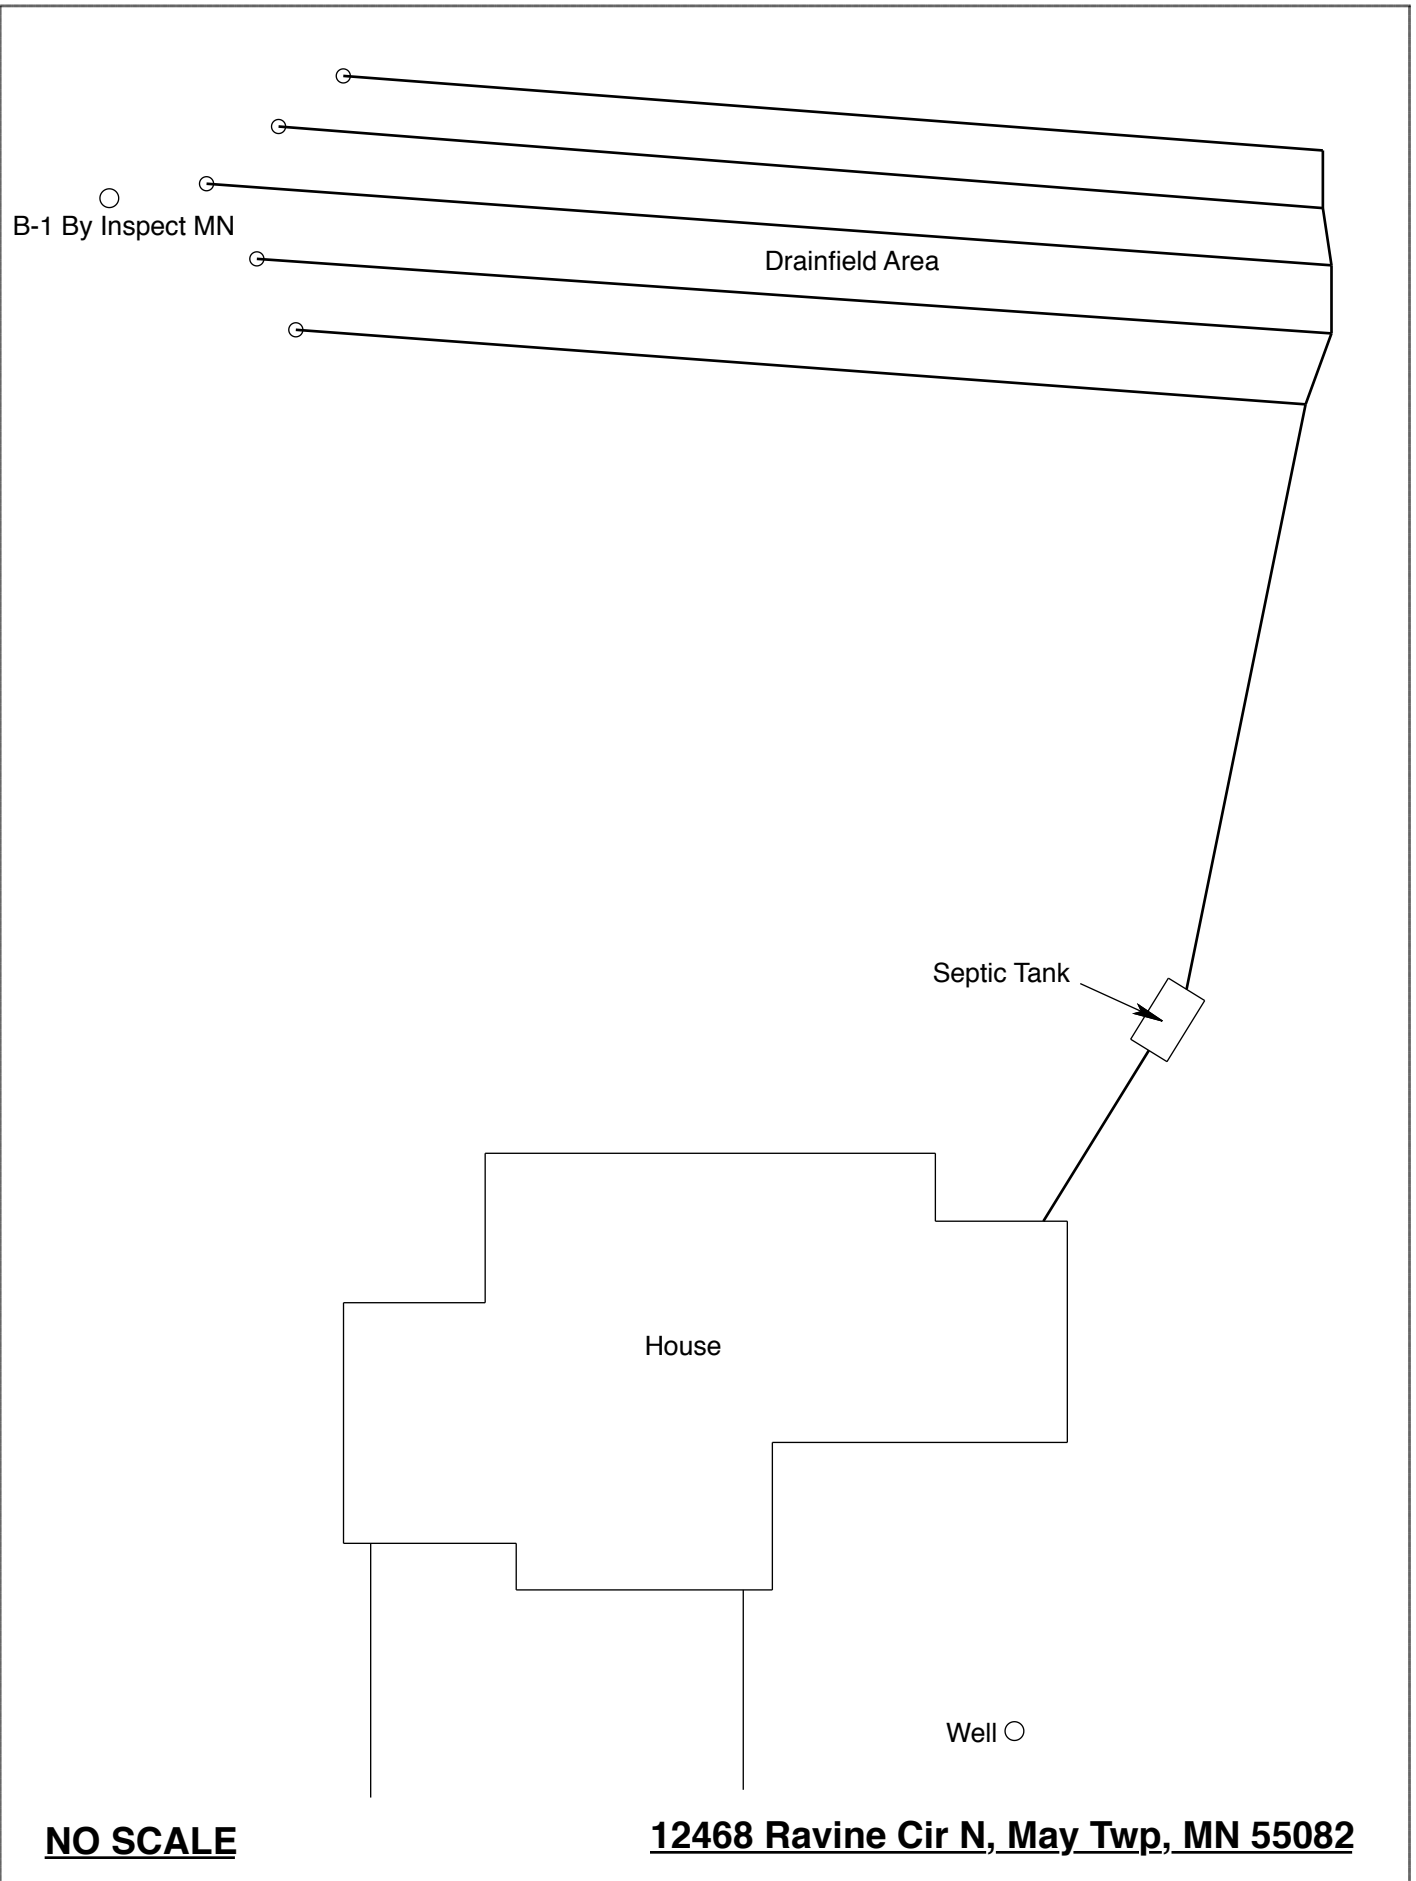 B-1 By Inspect MN
Drainfield Area
Septic Tank
House
Well
NO SCALE
12468 Ravine Cir N, May Twp, MN 55082